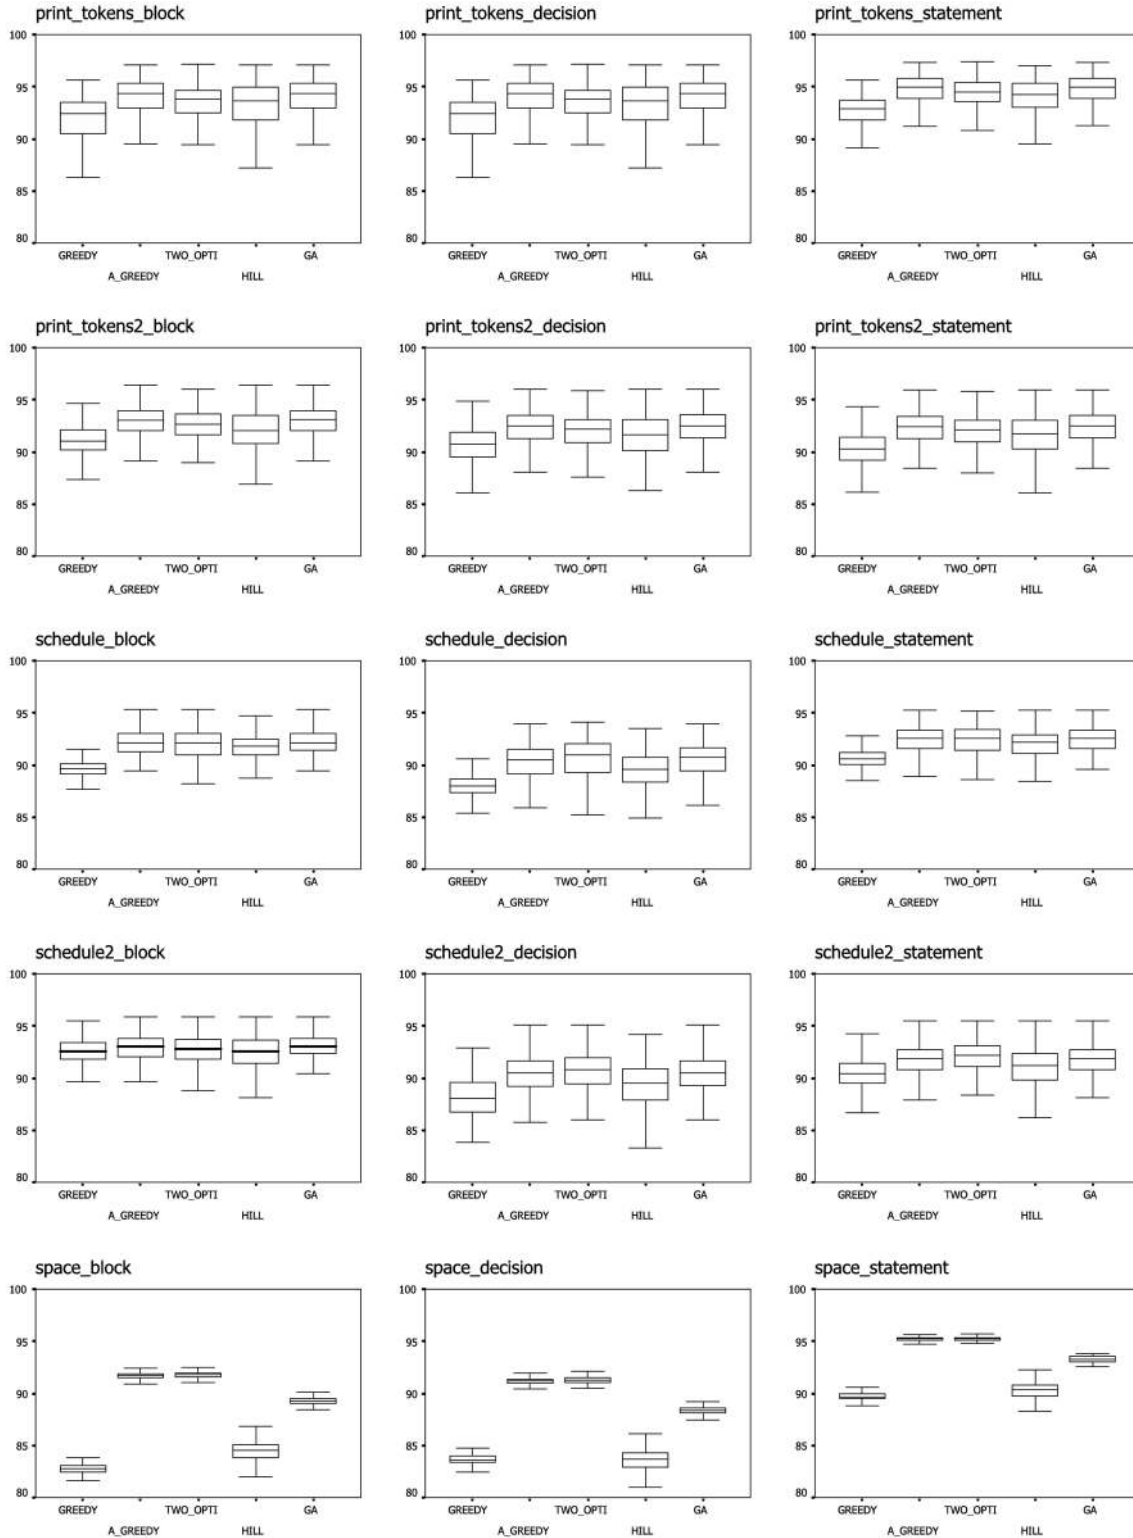 print_tokens_block print_tokens_decision print_tokens_statement
100 100 100
95 95 95
90 90 90
85 85 85
80 80 80
GREEDY TWO_OPTI GA GREEDY TWO_OPTI GA GREEDY TWO_OPTI GA
A_GREEDY HILL A_GREEDY HILL A_GREEDY HILL
print_tokens2_block print_tokens2_decision print_tokens2_statement
100 100 100
95 95 95
90 90 90
85 85 85
80 80 80
GREEDY TWO_OPTI GA GREEDY TWO_OPTI GA GREEDY TWO_OPTI GA
A_GREEDY HILL A_GREEDY HILL A_GREEDY HILL
schedule_block schedule_decision schedule_statement
100 100 100
95 95 95
90 90 90
85 85 85
80 80 80
GREEDY TWO_OPTI GA GREEDY TWO_OPTI GA GREEDY TWO_OPTI GA
A_GREEDY HILL A_GREEDY HILL A_GREEDY HILL
schedule2_block schedule2_decision schedule2_statement
100 100 100
95 95 95
90 90 90
85 85 85
80 80 80
GREEDY TWO_OPTI GA GREEDY TWO_OPTI GA GREEDY TWO_OPTI GA
A_GREEDY HILL A_GREEDY HILL A_GREEDY HILL
space_block space_decision space_statement
100 100 100
95 95 95
90 90 90
85 85 85
80 80 80
GREEDY TWO_OPTI GA GREEDY TWO_OPTI GA GREEDY TWO_OPTI GA
A_GREEDY HILL A_GREEDY HILL A_GREEDY HILL